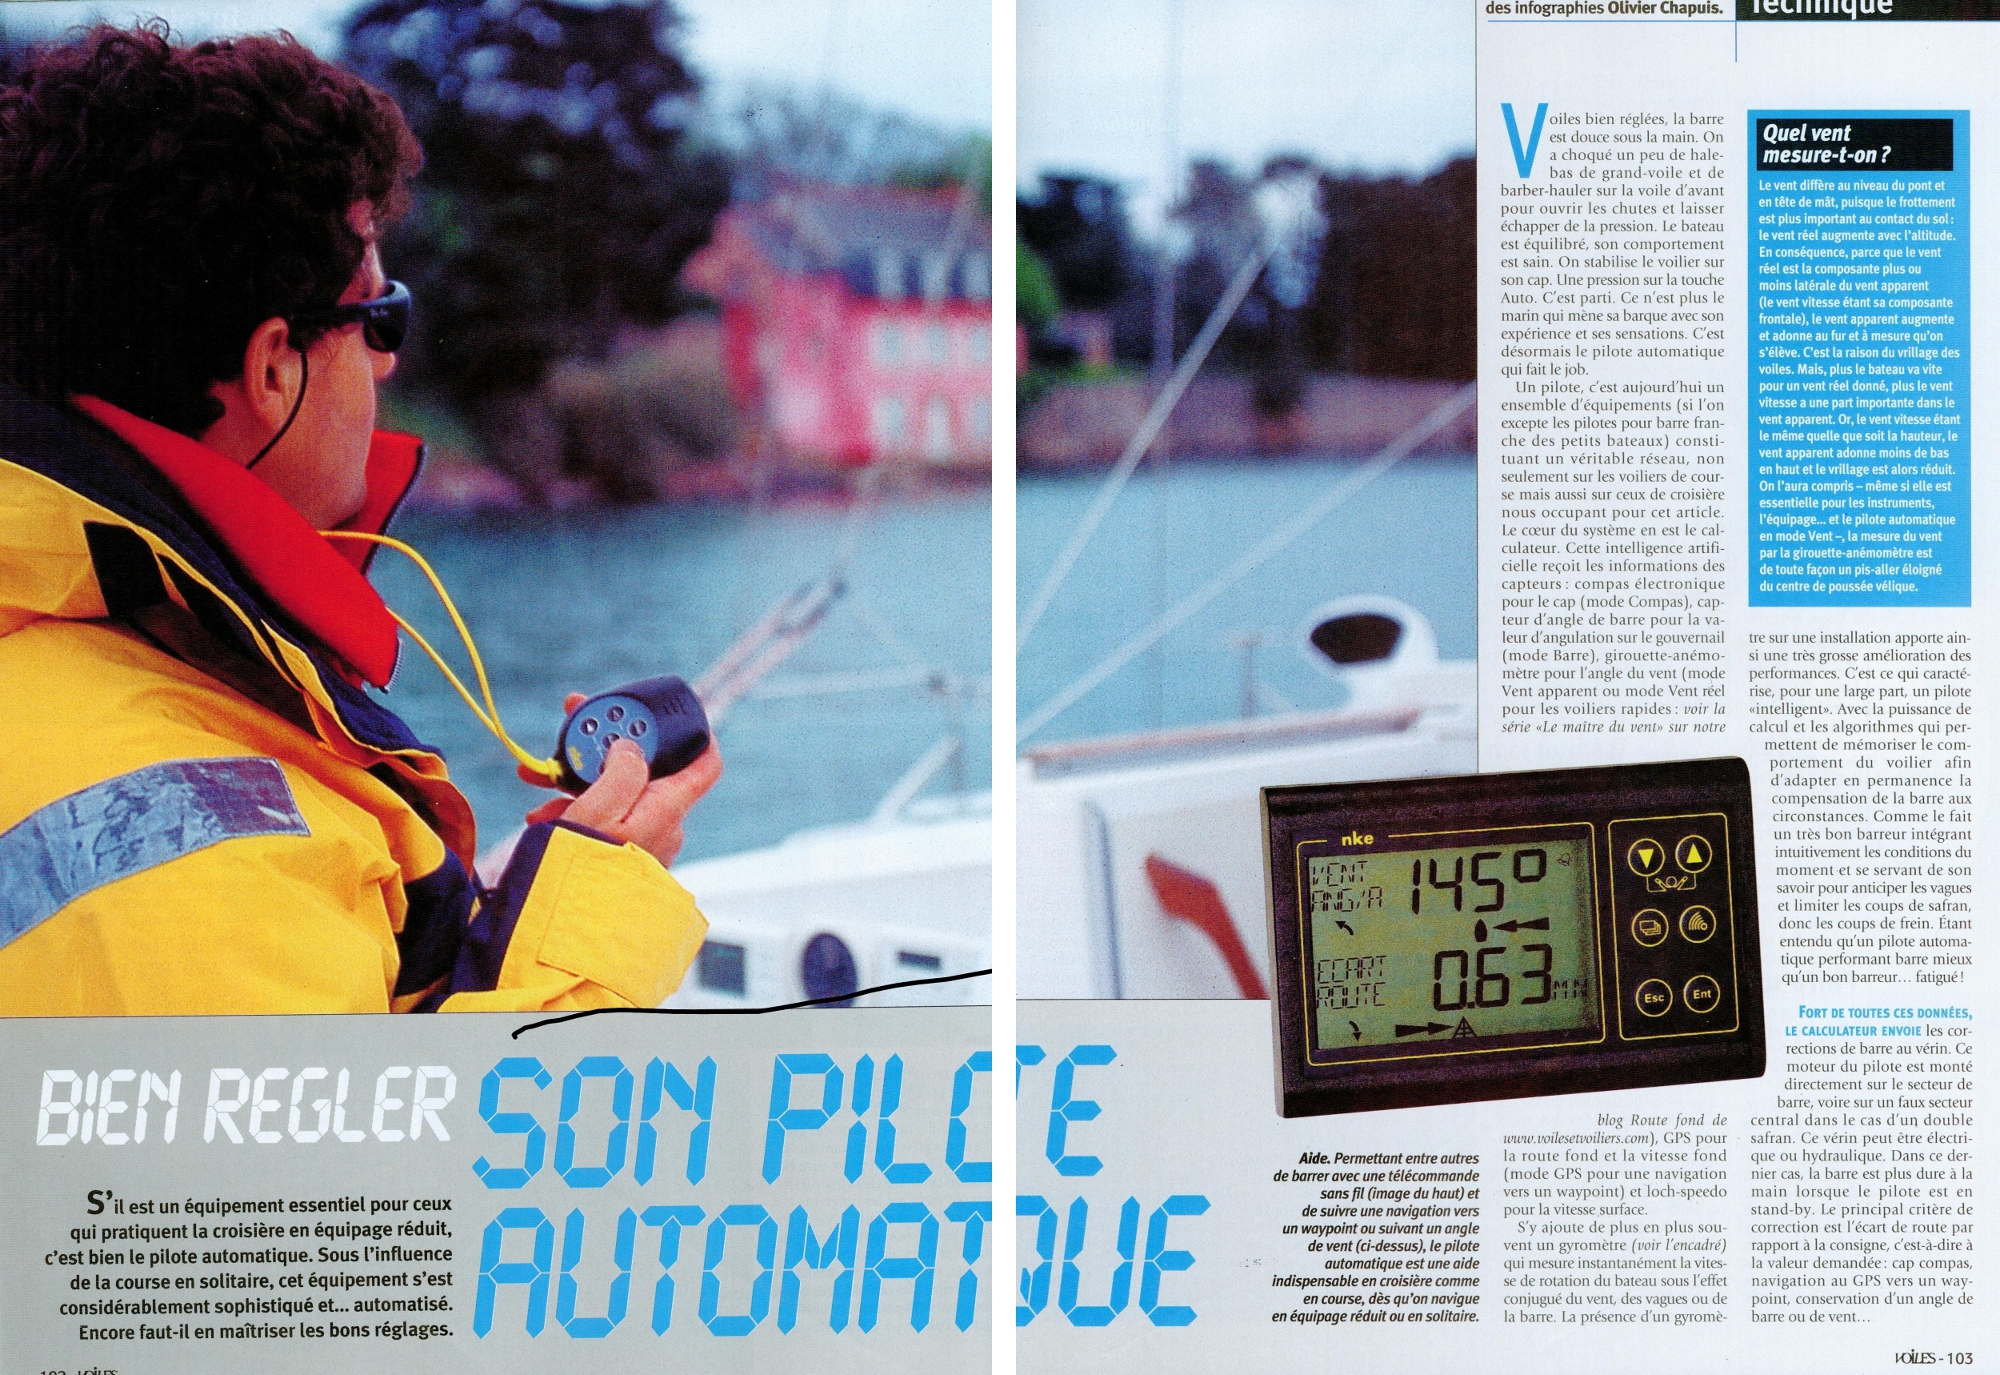 BIEN REGLER
SON PILOTE
AUTOMATIQUE
S'il est un équipement essentiel pour ceux
qui pratiquent la croisière en équipage réduit,
c'est bien le pilote automatique. Sous l'influence
de la course en solitaire, cet équipement s'est
considérablement sophistiqué et... automatisé.
Encore faut-il en maîtriser les bons réglages.
des infographies Olivier Chapuis.
Technique
Voiles bien réglées, la barre
est douce sous la main. On
a choqué un peu de hale-
bas de grand-voile et de
barber-hauler sur la voile d'avant
pour ouvrir les chutes et laisser
échapper de la pression. Le bateau
est équilibré, son comportement
est sain. On stabilise le voilier sur
son cap. Une pression sur la touche
Auto. C'est parti. Ce n'est plus le
marin qui mène sa barque avec son
expérience et ses sensations. C'est
désormais le pilote automatique
qui fait le job.
Un pilote, c'est aujourd'hui un
ensemble d'équipements (si l'on
excepte les pilotes pour barre fran-
che des petits bateaux) consti-
tuant un véritable réseau, non
seulement sur les voiliers de cour-
se mais aussi sur ceux de croisière
nous occupant pour cet article.
Le cœur du système en est le cal-
culateur. Cette intelligence artifi-
cielle reçoit les informations des
capteurs : compas électronique
pour le cap (mode Compas), cap-
teur d'angle de barre pour la va-
leur d'angulation sur le gouvernail
(mode Barre), girouette-anémo-
mètre pour l'angle du vent (mode
Vent apparent ou mode Vent réel
pour les voiliers rapides : voir la
série «Le maître du vent» sur notre
blog Route fond de
www.voilesetvoiliers.com), GPS pour
la route fond et la vitesse fond
(mode GPS pour une navigation
vers un waypoint) et loch-speedo
pour la vitesse surface.
S'y ajoute de plus en plus sou-
vent un gyromètre (voir l'encadré)
qui mesure instantanément la vites-
se de rotation du bateau sous l'effet
conjugué du vent, des vagues ou de
la barre. La présence d'un gyromè-
Quel vent
mesure-t-on ?
Le vent diffère au niveau du pont et
en tête de mât, puisque le frottement
est plus important au contact du sol :
le vent réel augmente avec l'altitude.
En conséquence, parce que le vent
réel est la composante plus ou
moins latérale du vent apparent
(le vent vitesse étant sa composante
frontale), le vent apparent augmente
et adonne au fur et à mesure qu'on
s'élève. C'est la raison du vrillage des
voiles. Mais, plus le bateau va vite
pour un vent réel donné, plus le vent
vitesse a une part importante dans le
vent apparent. Or, le vent vitesse étant
le même quelle que soit la hauteur, le
vent apparent adonne moins de bas
en haut et le vrillage est alors réduit.
On l'aura compris – même si elle est
essentielle pour les instruments,
l'équipage... et le pilote automatique
en mode Vent –, la mesure du vent
par la girouette-anémomètre est
de toute façon un pis-aller éloigné
du centre de poussée vélique.
tre sur une installation apporte ain-
si une très grosse amélioration des
performances. C'est ce qui caracté-
rise, pour une large part, un pilote
«intelligent». Avec la puissance de
calcul et les algorithmes qui per-
mettent de mémoriser le com-
portement du voilier afin
d'adapter en permanence la
compensation de la barre aux
circonstances. Comme le fait
un très bon barreur intégrant
intuitivement les conditions du
moment et se servant de son
savoir pour anticiper les vagues
et limiter les coups de safran,
donc les coups de frein. Étant
entendu qu'un pilote automa-
tique performant barre mieux
qu'un bon barreur... fatigué !
FORT DE TOUTES CES DONNÉES,
LE CALCULATEUR ENVOIE les cor-
rections de barre au vérin. Ce
moteur du pilote est monté
directement sur le secteur de
barre, voire sur un faux secteur
central dans le cas d'un double
safran. Ce vérin peut être électri-
que ou hydraulique. Dans ce der-
nier cas, la barre est plus dure à la
main lorsque le pilote est en
stand-by. Le principal critère de
correction est l'écart de route par
rapport à la consigne, c'est-à-dire à
la valeur demandée : cap compas,
navigation au GPS vers un way-
point, conservation d'un angle de
barre ou de vent...
nke
VENT
ANG/A
145°
ECART
ROUTE
0.63
Esc
Ent
Aide. Permettant entre autres
de barrer avec une télécommande
sans fil (image du haut) et
de suivre une navigation vers
un waypoint ou suivant un angle
de vent (ci-dessus), le pilote
automatique est une aide
indispensable en croisière comme
en course, dès qu'on navigue
en équipage réduit ou en solitaire.
VOILES - 103